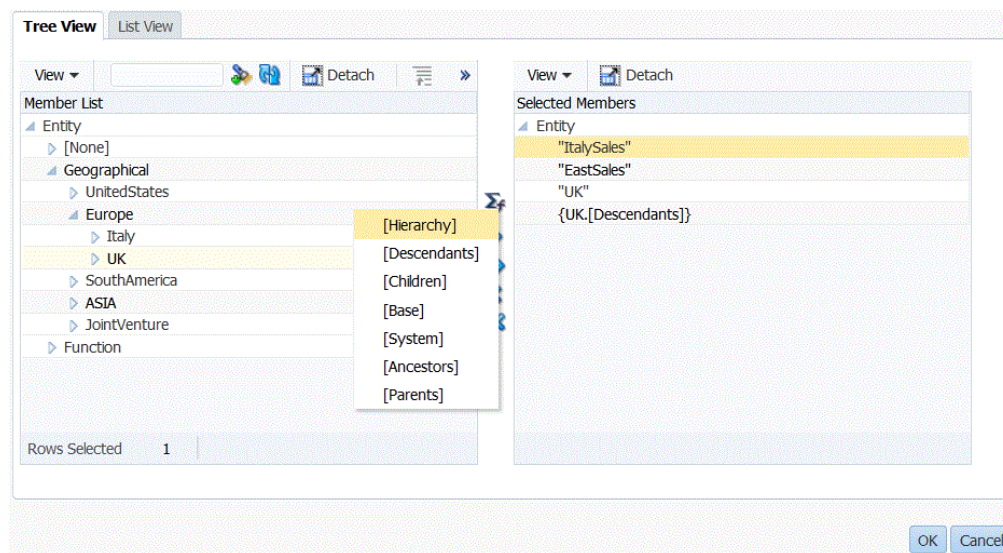 Tree View List View
View Detach »
Member List
Entity
[None]
Geographical
UnitedStates
Europe
Italy
UK
SouthAmerica
ASIA
JointVenture
Function
Rows Selected 1
[Hierarchy]
[Descendants]
[Children]
[Base]
[System]
[Ancestors]
[Parents]
View Detach
Selected Members
Entity
"ItalySales"
"EastSales"
"UK"
{UK.[Descendants]}
OK Cancel